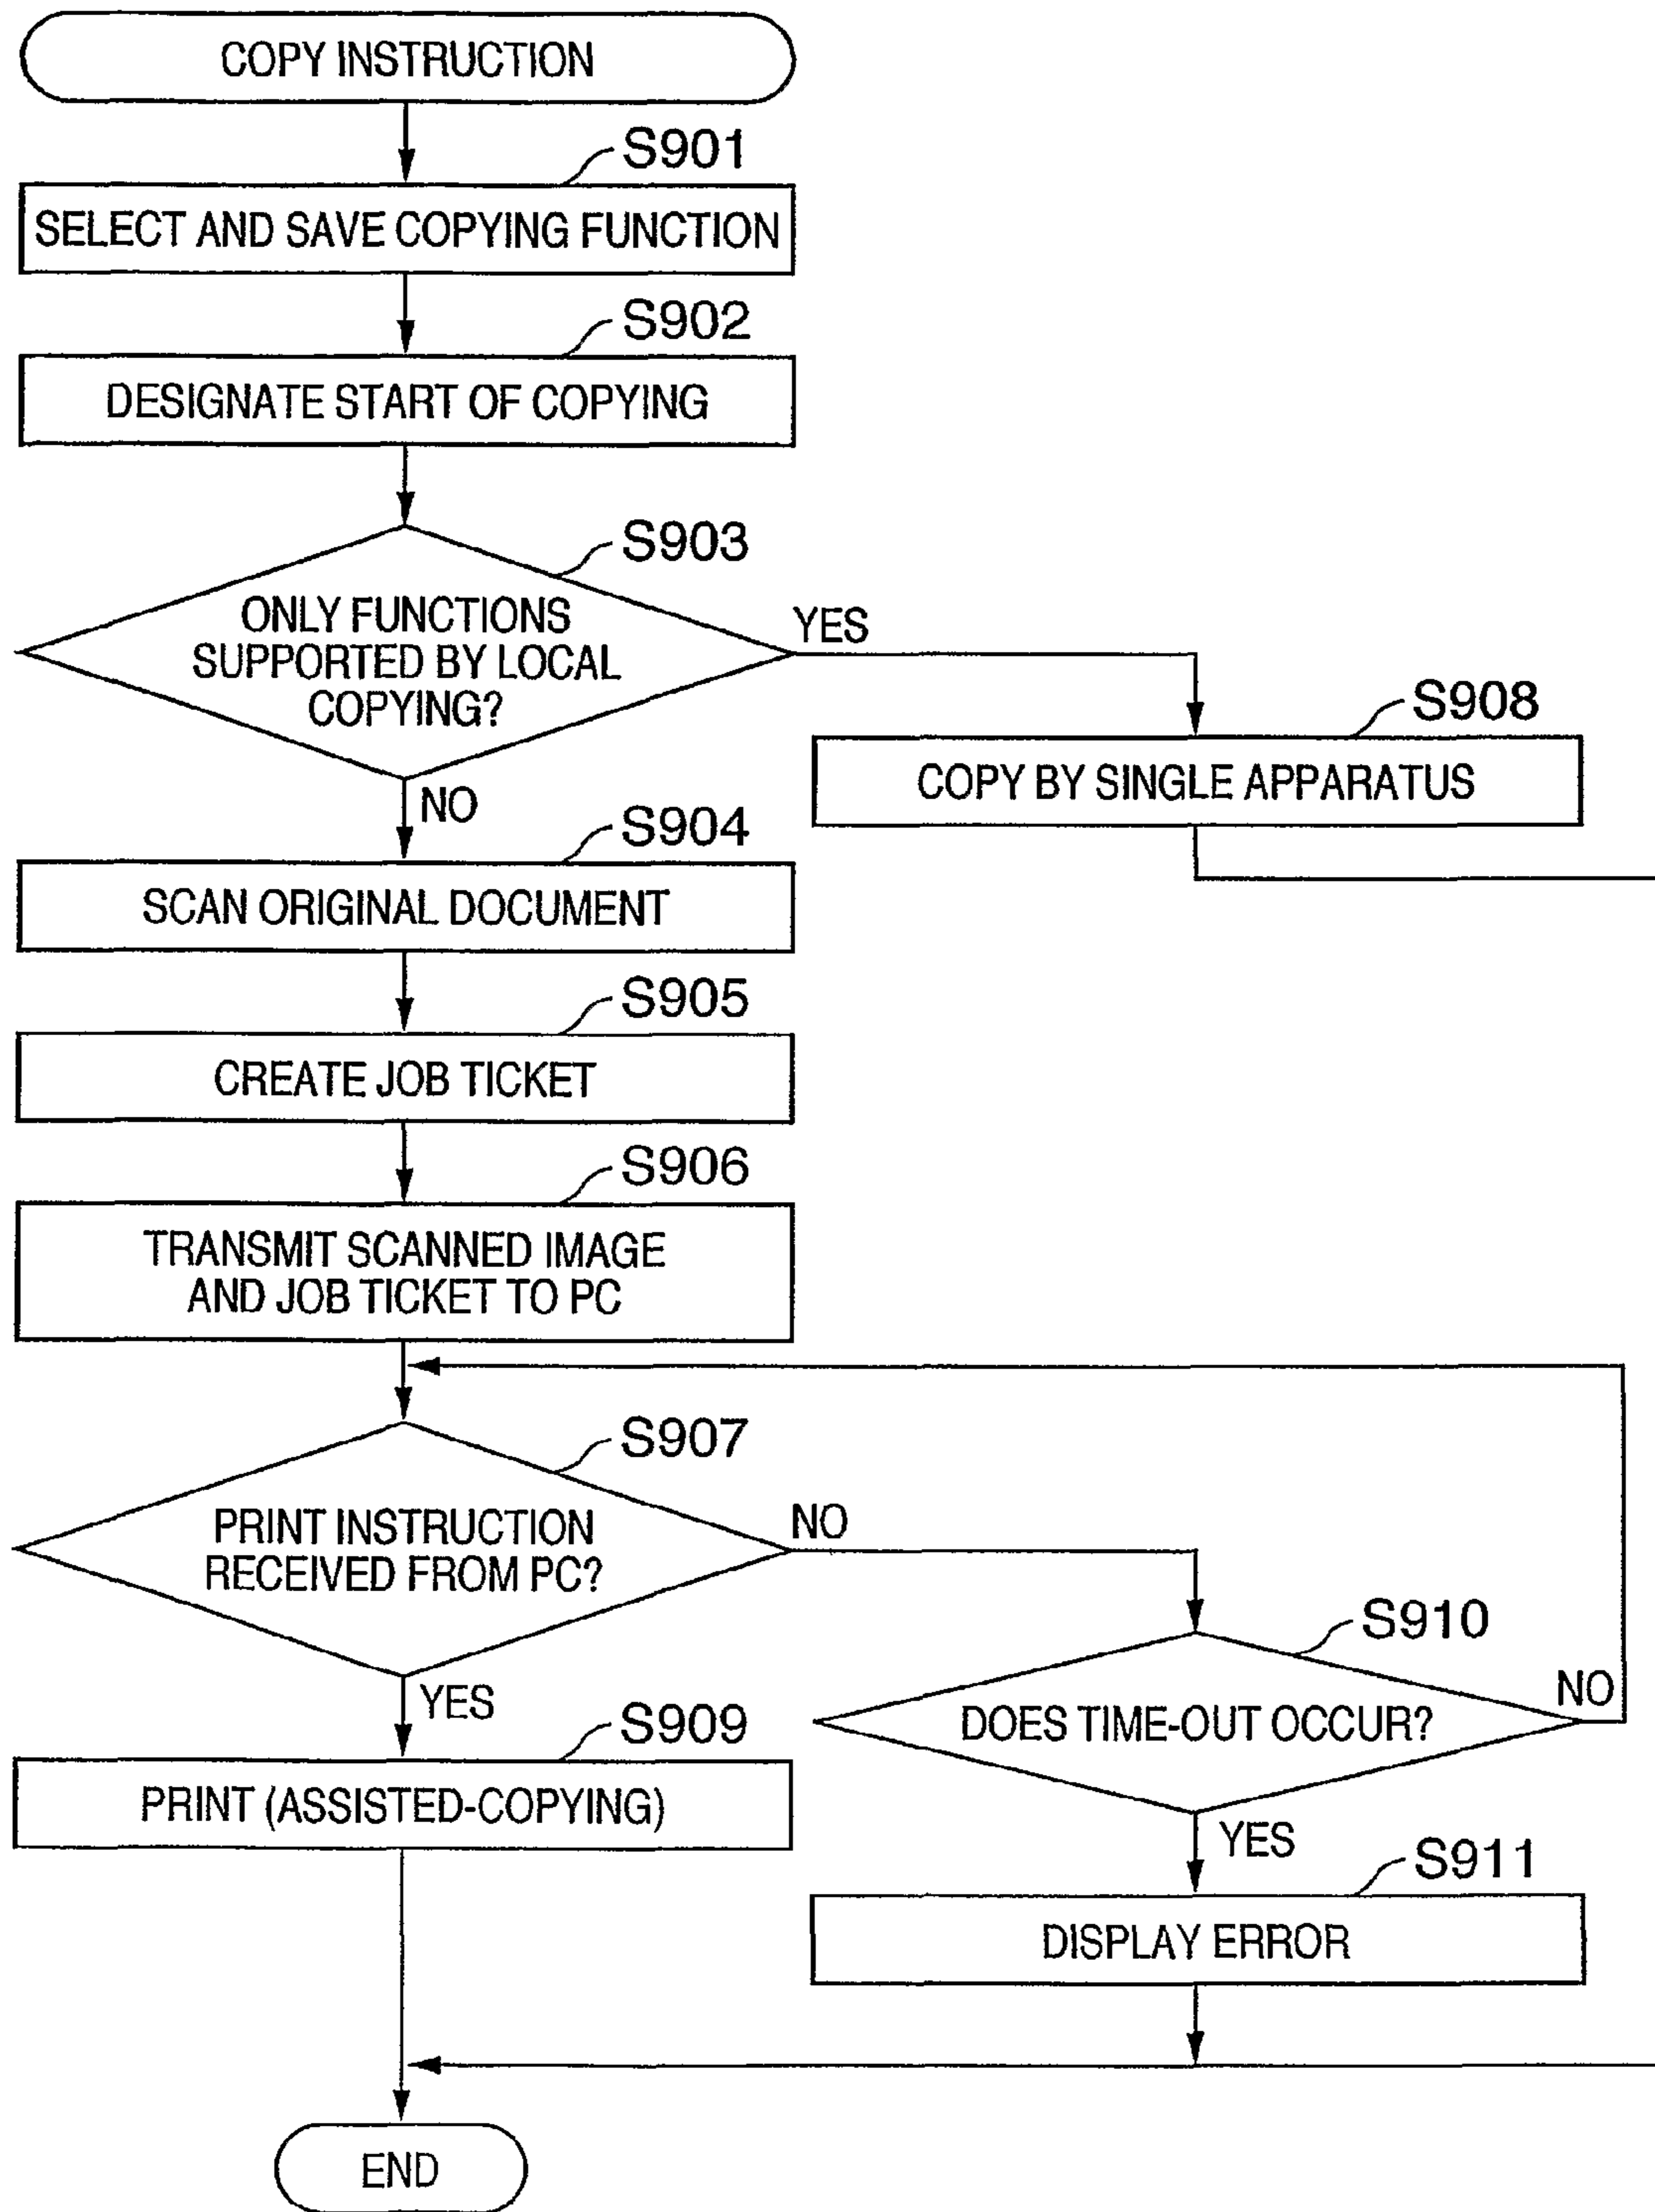 COPY INSTRUCTION
S901
SELECT AND SAVE COPYING FUNCTION
S902
DESIGNATE START OF COPYING
S903
ONLY FUNCTIONS
SUPPORTED BY LOCAL
COPYING?
YES
NO
S908
COPY BY SINGLE APPARATUS
S904
SCAN ORIGINAL DOCUMENT
S905
CREATE JOB TICKET
S906
TRANSMIT SCANNED IMAGE
AND JOB TICKET TO PC
S907
PRINT INSTRUCTION
RECEIVED FROM PC?
NO
YES
S910
DOES TIME-OUT OCCUR?
NO
YES
S909
PRINT (ASSISTED-COPYING)
S911
DISPLAY ERROR
END